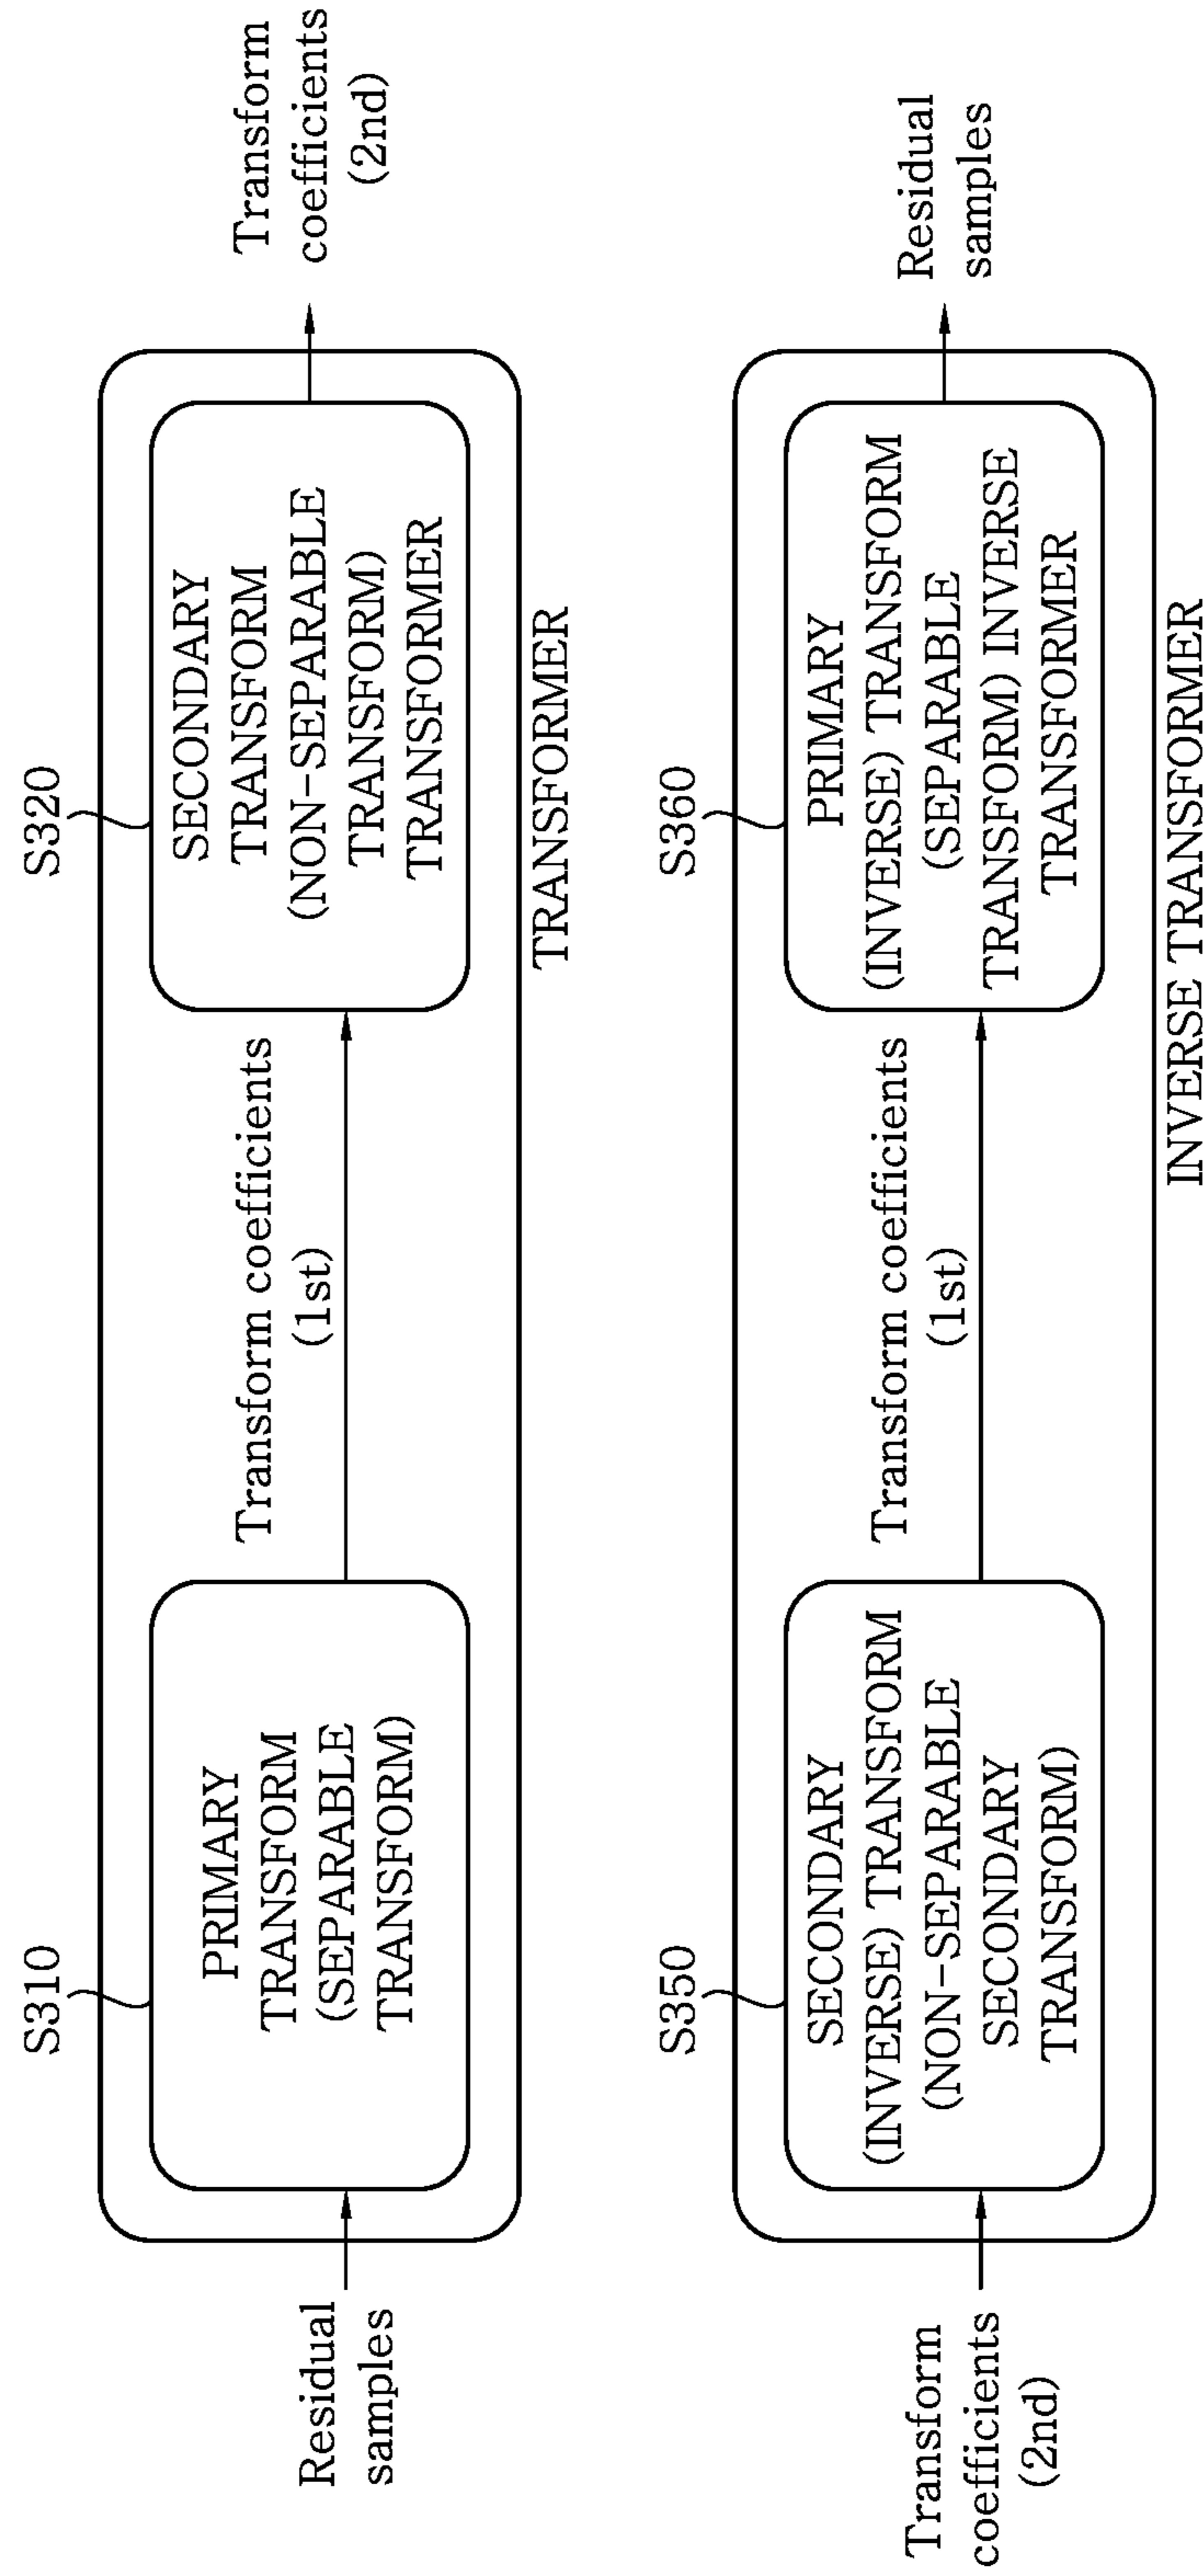 S310
S320
Residual
samples
PRIMARY
TRANSFORM
(SEPARABLE
TRANSFORM)
Transform coefficients
(1st)
SECONDARY
TRANSFORM
(NON-SEPARABLE
TRANSFORM)
TRANSFORMER
Transform
coefficients
(2nd)
TRANSFORMER
S350
S360
Transform
coefficients
(2nd)
SECONDARY
(INVERSE) TRANSFORM
(NON-SEPARABLE
SECONDARY
TRANSFORM)
Transform coefficients
(1st)
PRIMARY
(INVERSE) TRANSFORM
(SEPARABLE
TRANSFORM) INVERSE
TRANSFORMER
Residual
samples
INVERSE TRANSFORMER